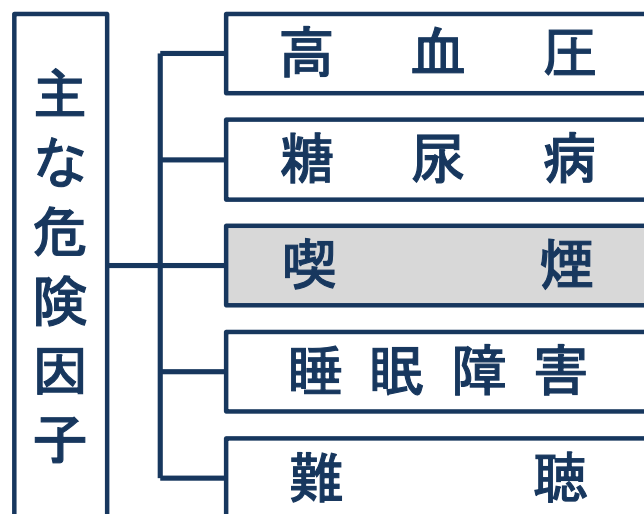 主な危険因子
高血圧
糖尿病
喫煙
睡眠障害
難聴